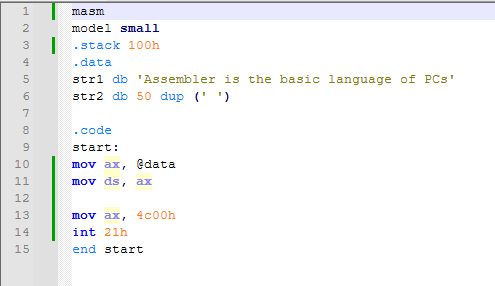 1 masm
2 model small
3 .stack 100h
4 .data
5 str1 db 'Assembler is the basic language of PCs'
6 str2 db 50 dup (' ')
7
8 .code
9 start:
10 mov ax, @data
11 mov ds, ax
12
13 mov ax, 4c00h
14 int 21h
15 end start